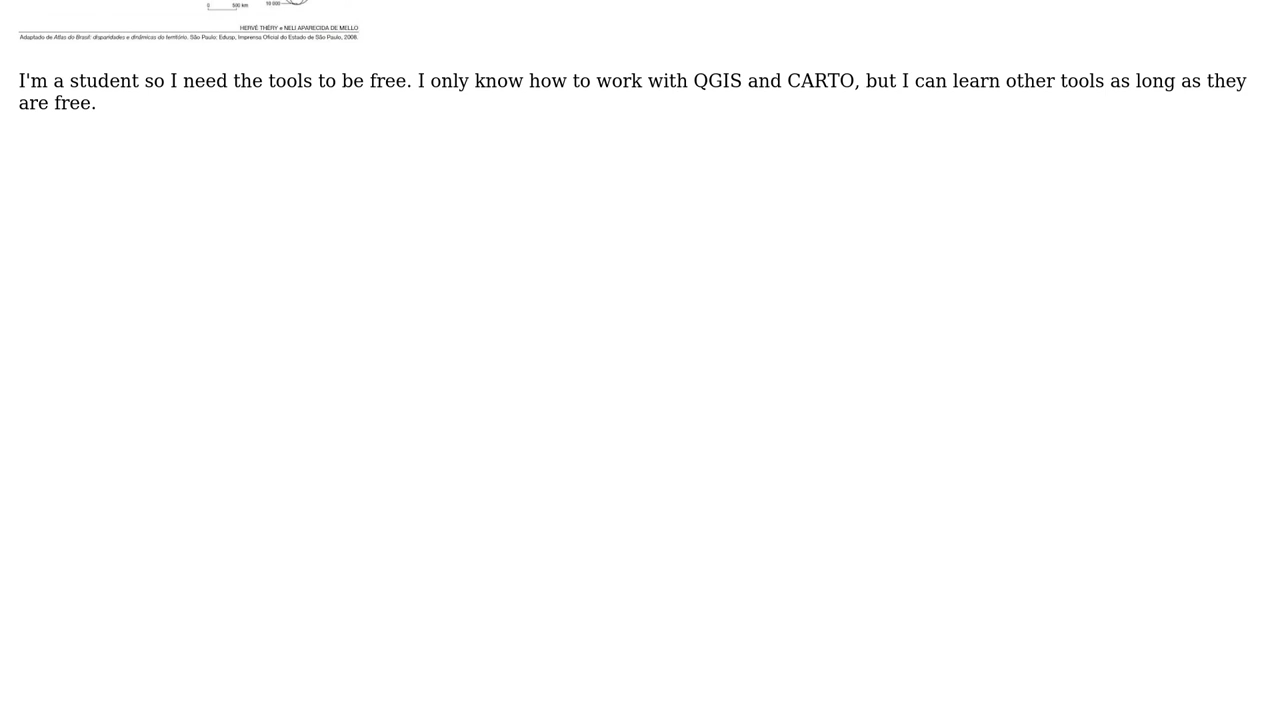 0 500 km 10 000
HERVÉ THÉRY e NELI APARECIDA DE MELLO
Adaptado de Atlas do Brasil: disparidades e dinâmicas do território. São Paulo: Edusp, Imprensa Oficial do Estado de São Paulo, 2008.
I'm a student so I need the tools to be free. I only know how to work with QGIS and CARTO, but I can learn other tools as long as they
are free.